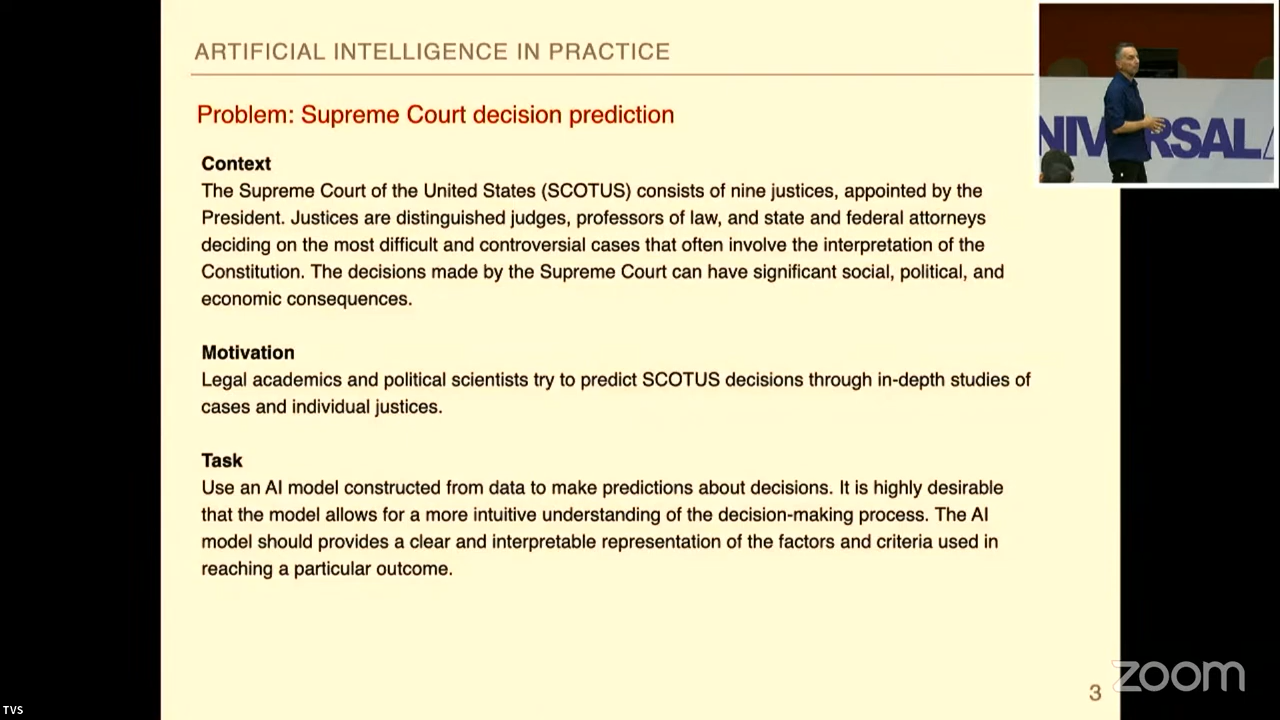 ARTIFICIAL INTELLIGENCE IN PRACTICE
Problem: Supreme Court decision prediction
Context
The Supreme Court of the United States (SCOTUS) consists of nine justices, appointed by the
President. Justices are distinguished judges, professors of law, and state and federal attorneys
deciding on the most difficult and controversial cases that often involve the interpretation of the
Constitution. The decisions made by the Supreme Court can have significant social, political, and
economic consequences.
Motivation
Legal academics and political scientists try to predict SCOTUS decisions through in-depth studies of
cases and individual justices.
Task
Use an AI model constructed from data to make predictions about decisions. It is highly desirable
that the model allows for a more intuitive understanding of the decision-making process. The AI
model should provides a clear and interpretable representation of the factors and criteria used in
reaching a particular outcome.
3
zoom
TVS